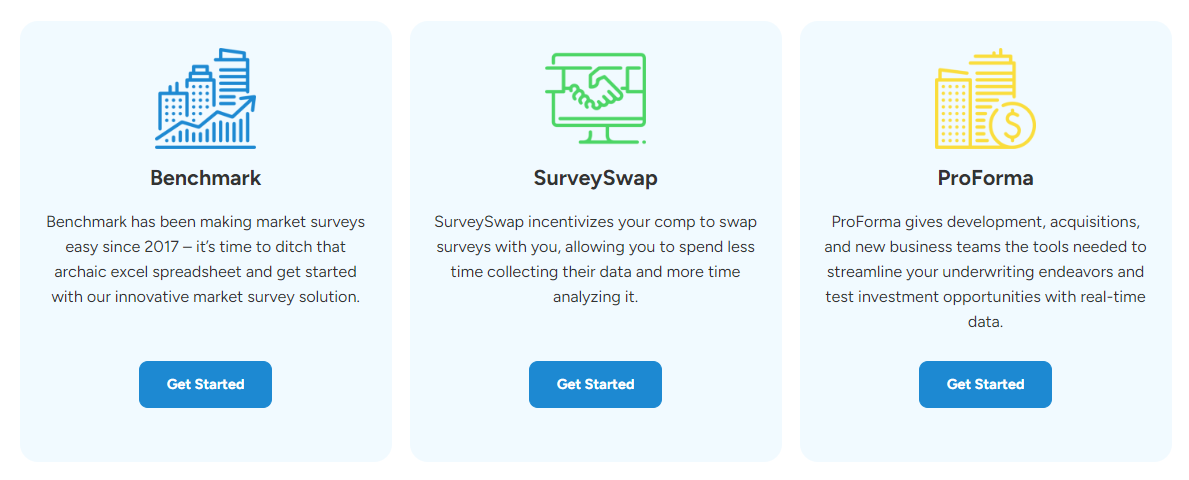 Benchmark
Benchmark has been making market surveys
easy since 2017 – it's time to ditch that
archaic excel spreadsheet and get started
with our innovative market survey solution.
Get Started
SurveySwap
SurveySwap incentivizes your comp to swap
surveys with you, allowing you to spend less
time collecting their data and more time
analyzing it.
Get Started
ProForma
ProForma gives development, acquisitions,
and new business teams the tools needed to
streamline your underwriting endeavors and
test investment opportunities with real-time
data.
Get Started